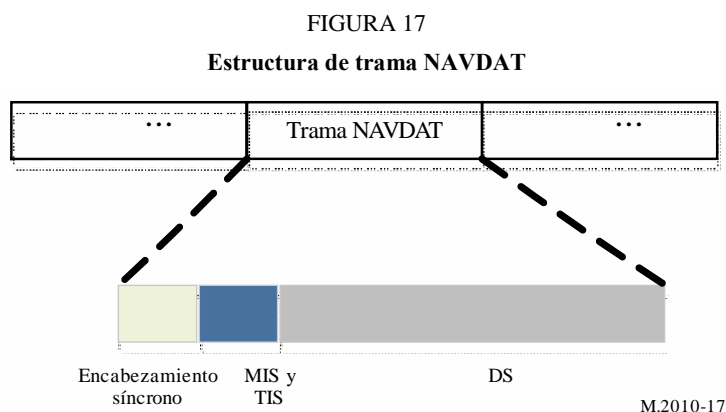 FIGURA 17
Estructura de trama NAVDAT
... Trama NAVDAT ...
Encabezamiento síncrono
MIS y TIS
DS
M.2010-17